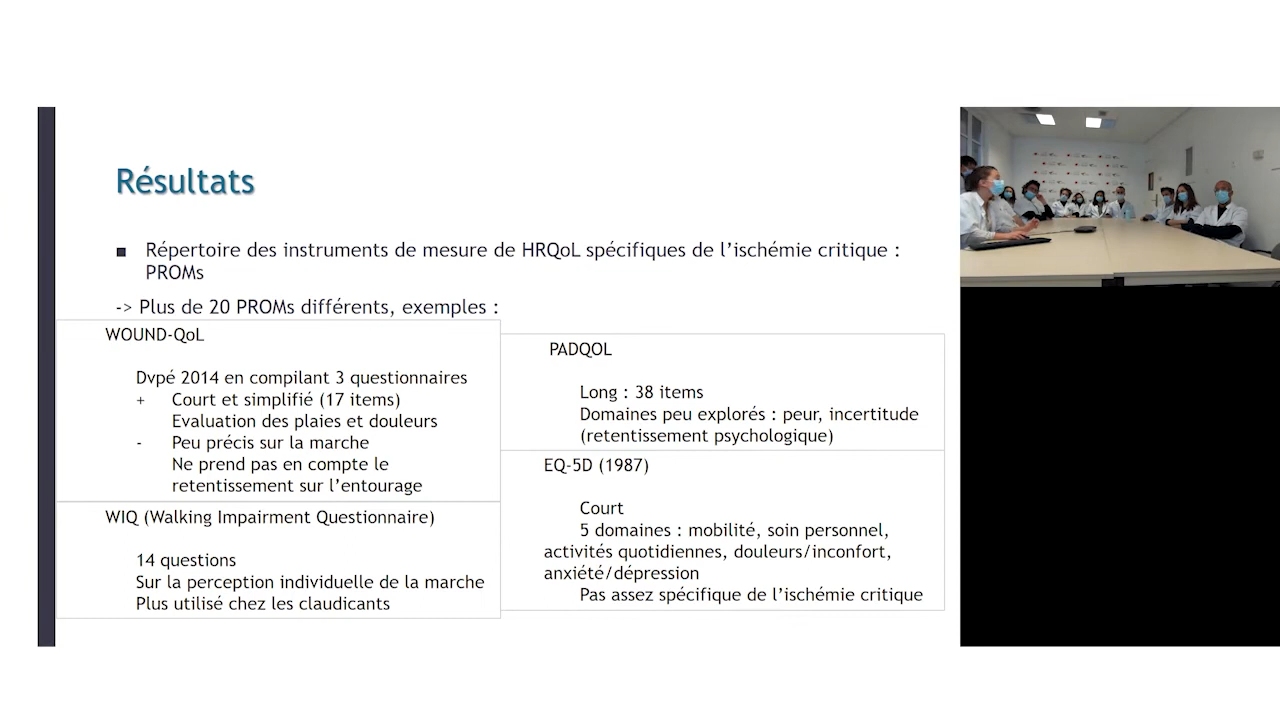 Résultats
▪ Répertoire des instruments de mesure de HRQoL spécifiques de l’ischémie critique :
PROMs
-> Plus de 20 PROMs différents, exemples :
WOUND-QoL
Dvpé 2014 en compilant 3 questionnaires
+ Court et simplifié (17 items)
Evaluation des plaies et douleurs
- Peu précis sur la marche
Ne prend pas en compte le
retentissement sur l’entourage
WIQ (Walking Impairment Questionnaire)
14 questions
Sur la perception individuelle de la marche
Plus utilisé chez les claudicants
PADQOL
Long : 38 items
Domaines peu explorés : peur, incertitude
(retentissement psychologique)
EQ-5D (1987)
Court
5 domaines : mobilité, soin personnel,
activités quotidiennes, douleurs/inconfort,
anxiété/dépression
Pas assez spécifique de l’ischémie critique